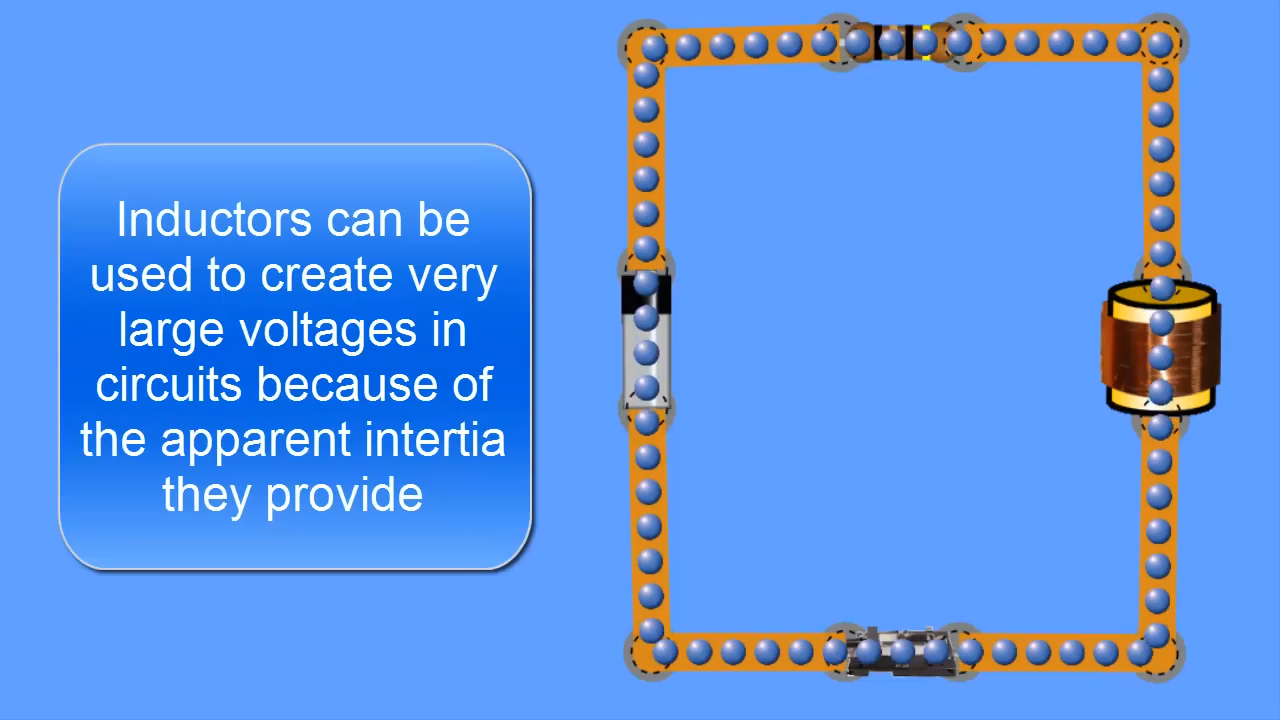 Inductors can be
used to create very
large voltages in
circuits because of
the apparent intertia
they provide